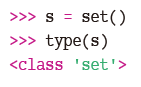 >>> s = set()
>>> type(s)
<class 'set'>